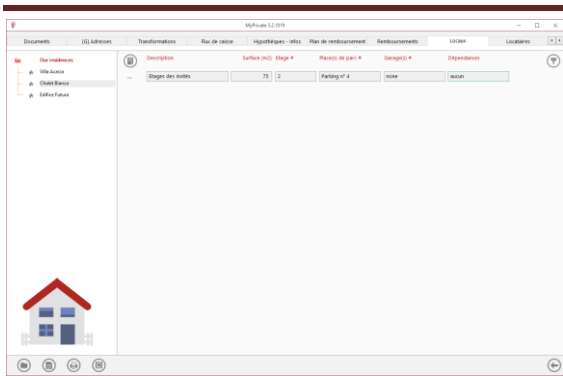 MyPrivate 5.2.1019
Documents [G] Adresses Transformations Flux de caisse Hypothèques - Infos Plan de remboursement Remboursements Locaux Locataires
Our résidences
Villa Acacia
Chalet Bianca
Edifice Futura
Description Surface (m2) Etage # Place(s) de parc # Garage(s) # Dépendances
Etages des invités 75 2 Parking n° 4 none aucun